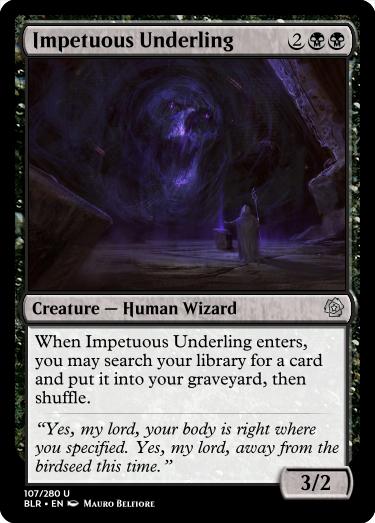 Impetuous Underling 2
Creature — Human Wizard
When Impetuous Underling enters,
you may search your library for a card
and put it into your graveyard, then
shuffle.
“Yes, my lord, your body is right where
you specified. Yes, my lord, away from the
birdseed this time.”
3/2
107/280 U
BLR • EN Mauro Belfiore